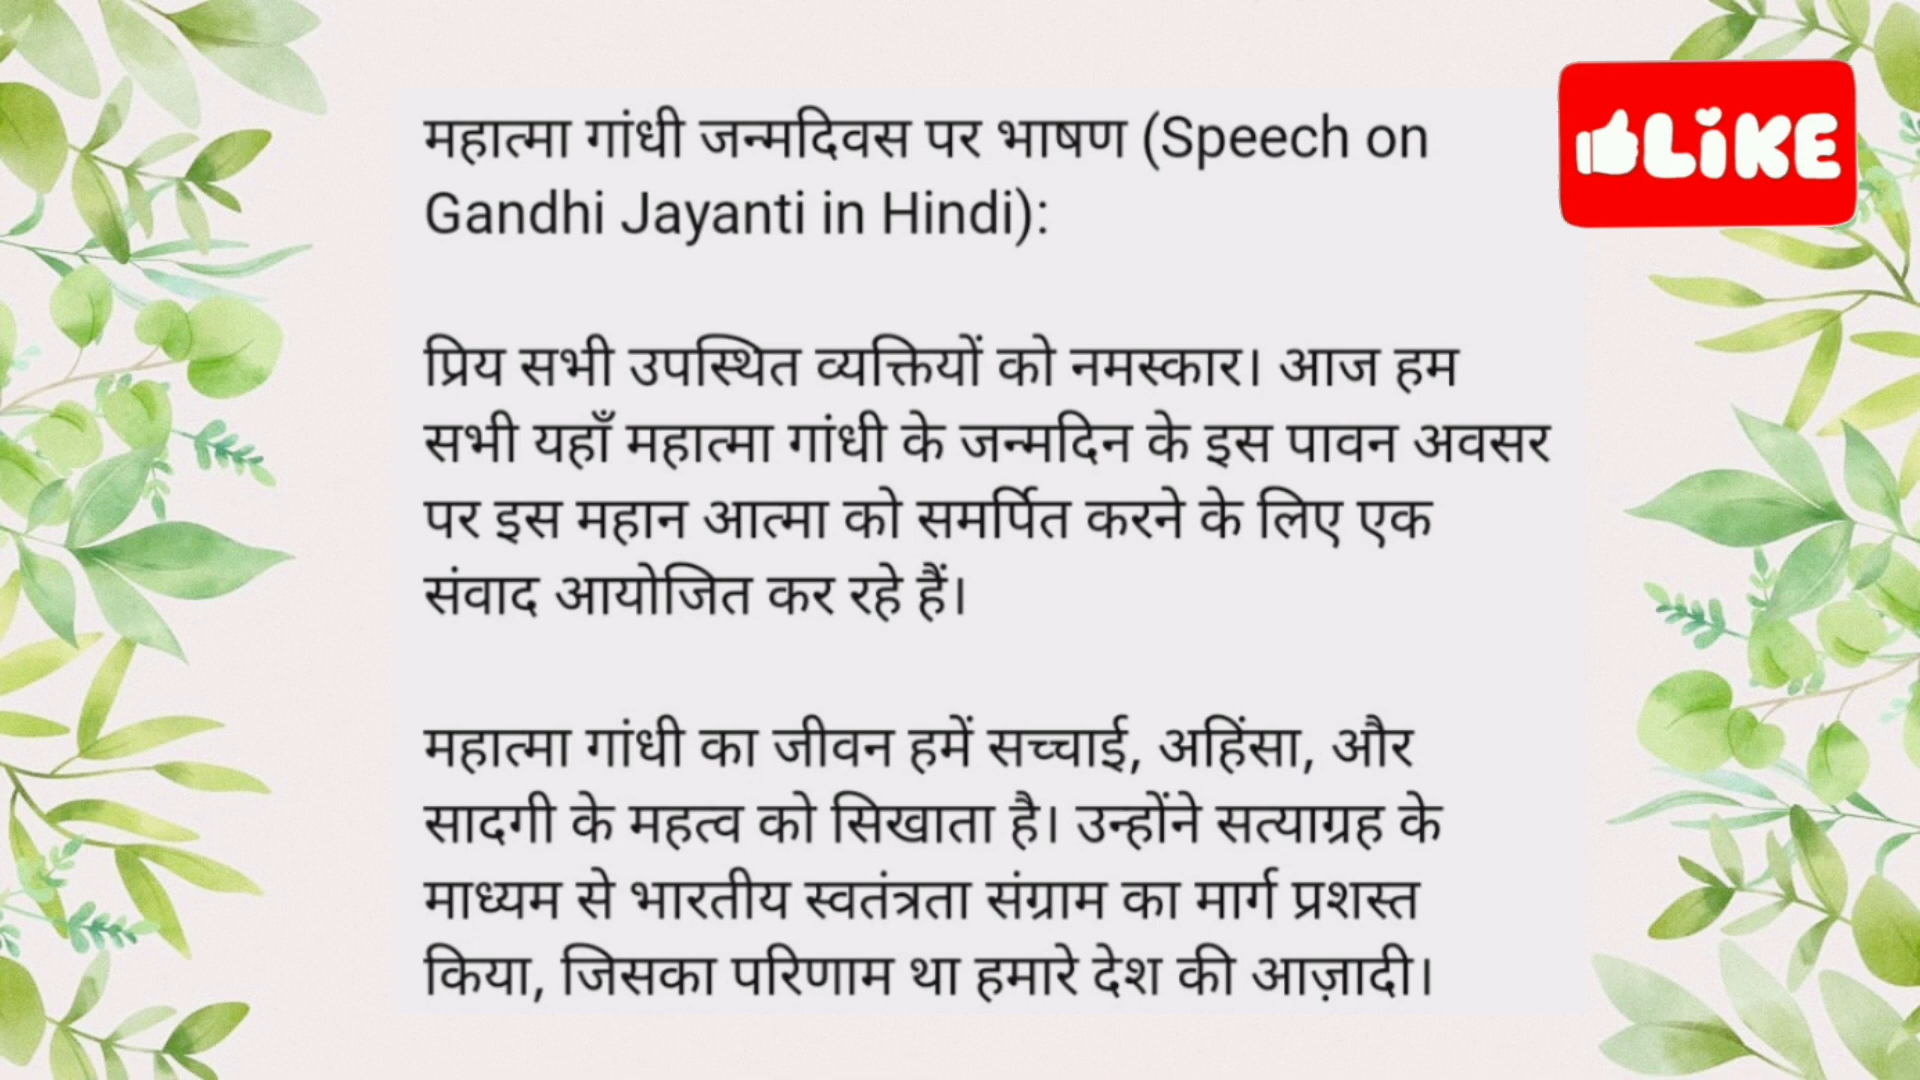 महात्मा गांधी जन्मदिवस पर भाषण (Speech on
Gandhi Jayanti in Hindi):
LiKE
प्रिय सभी उपस्थित व्यक्तियों को नमस्कार। आज हम
सभी यहाँ महात्मा गांधी के जन्मदिन के इस पावन अवसर
पर इस महान आत्मा को समर्पित करने के लिए एक
संवाद आयोजित कर रहे हैं।
महात्मा गांधी का जीवन हमें सच्चाई, अहिंसा, और
सादगी के महत्व को सिखाता है। उन्होंने सत्याग्रह के
माध्यम से भारतीय स्वतंत्रता संग्राम का मार्ग प्रशस्त
किया, जिसका परिणाम था हमारे देश की आज़ादी।